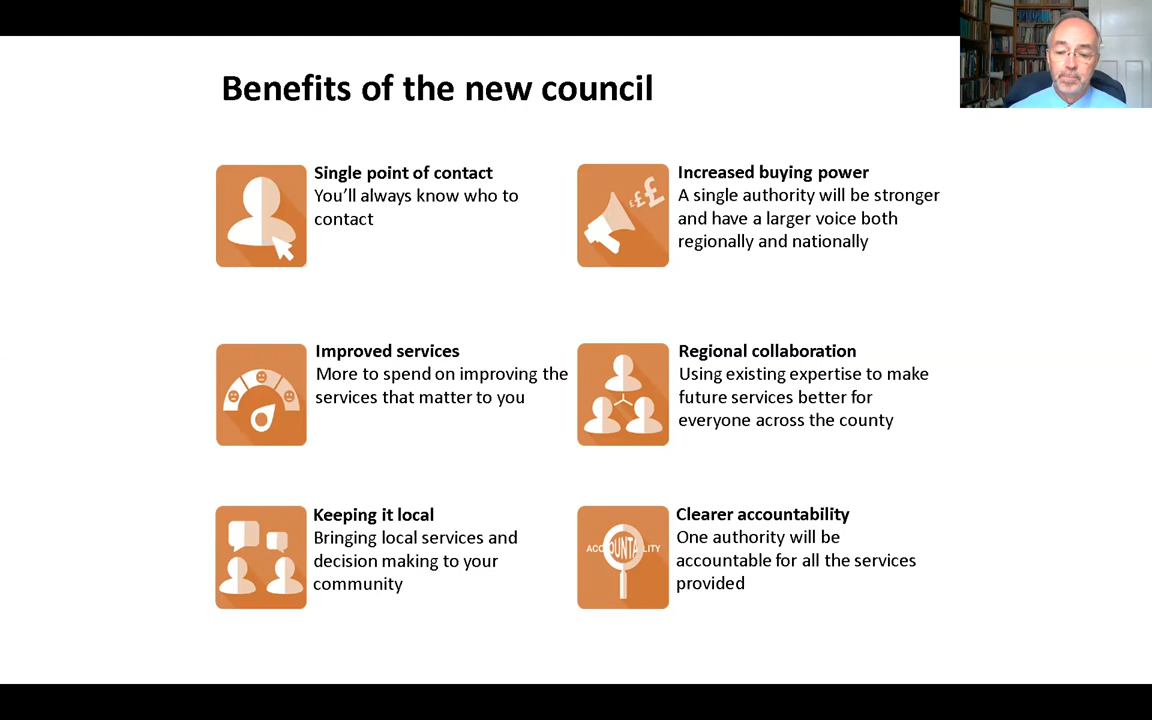 Benefits of the new council
Single point of contact
You’ll always know who to
contact
Increased buying power
A single authority will be stronger
and have a larger voice both
regionally and nationally
£££
Improved services
More to spend on improving the
services that matter to you
Regional collaboration
Using existing expertise to make
future services better for
everyone across the county
Keeping it local
Bringing local services and
decision making to your
community
Clearer accountability
One authority will be
accountable for all the services
provided
ACCOUNTABILITY